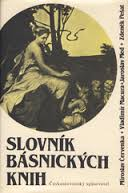 SLOVNÍK
BÁSNICKÝCH
KNIH
Československý spisovatel
Miroslav Červenka • Vladimír Macura • Jaroslav Med • Zdeněk Pešat